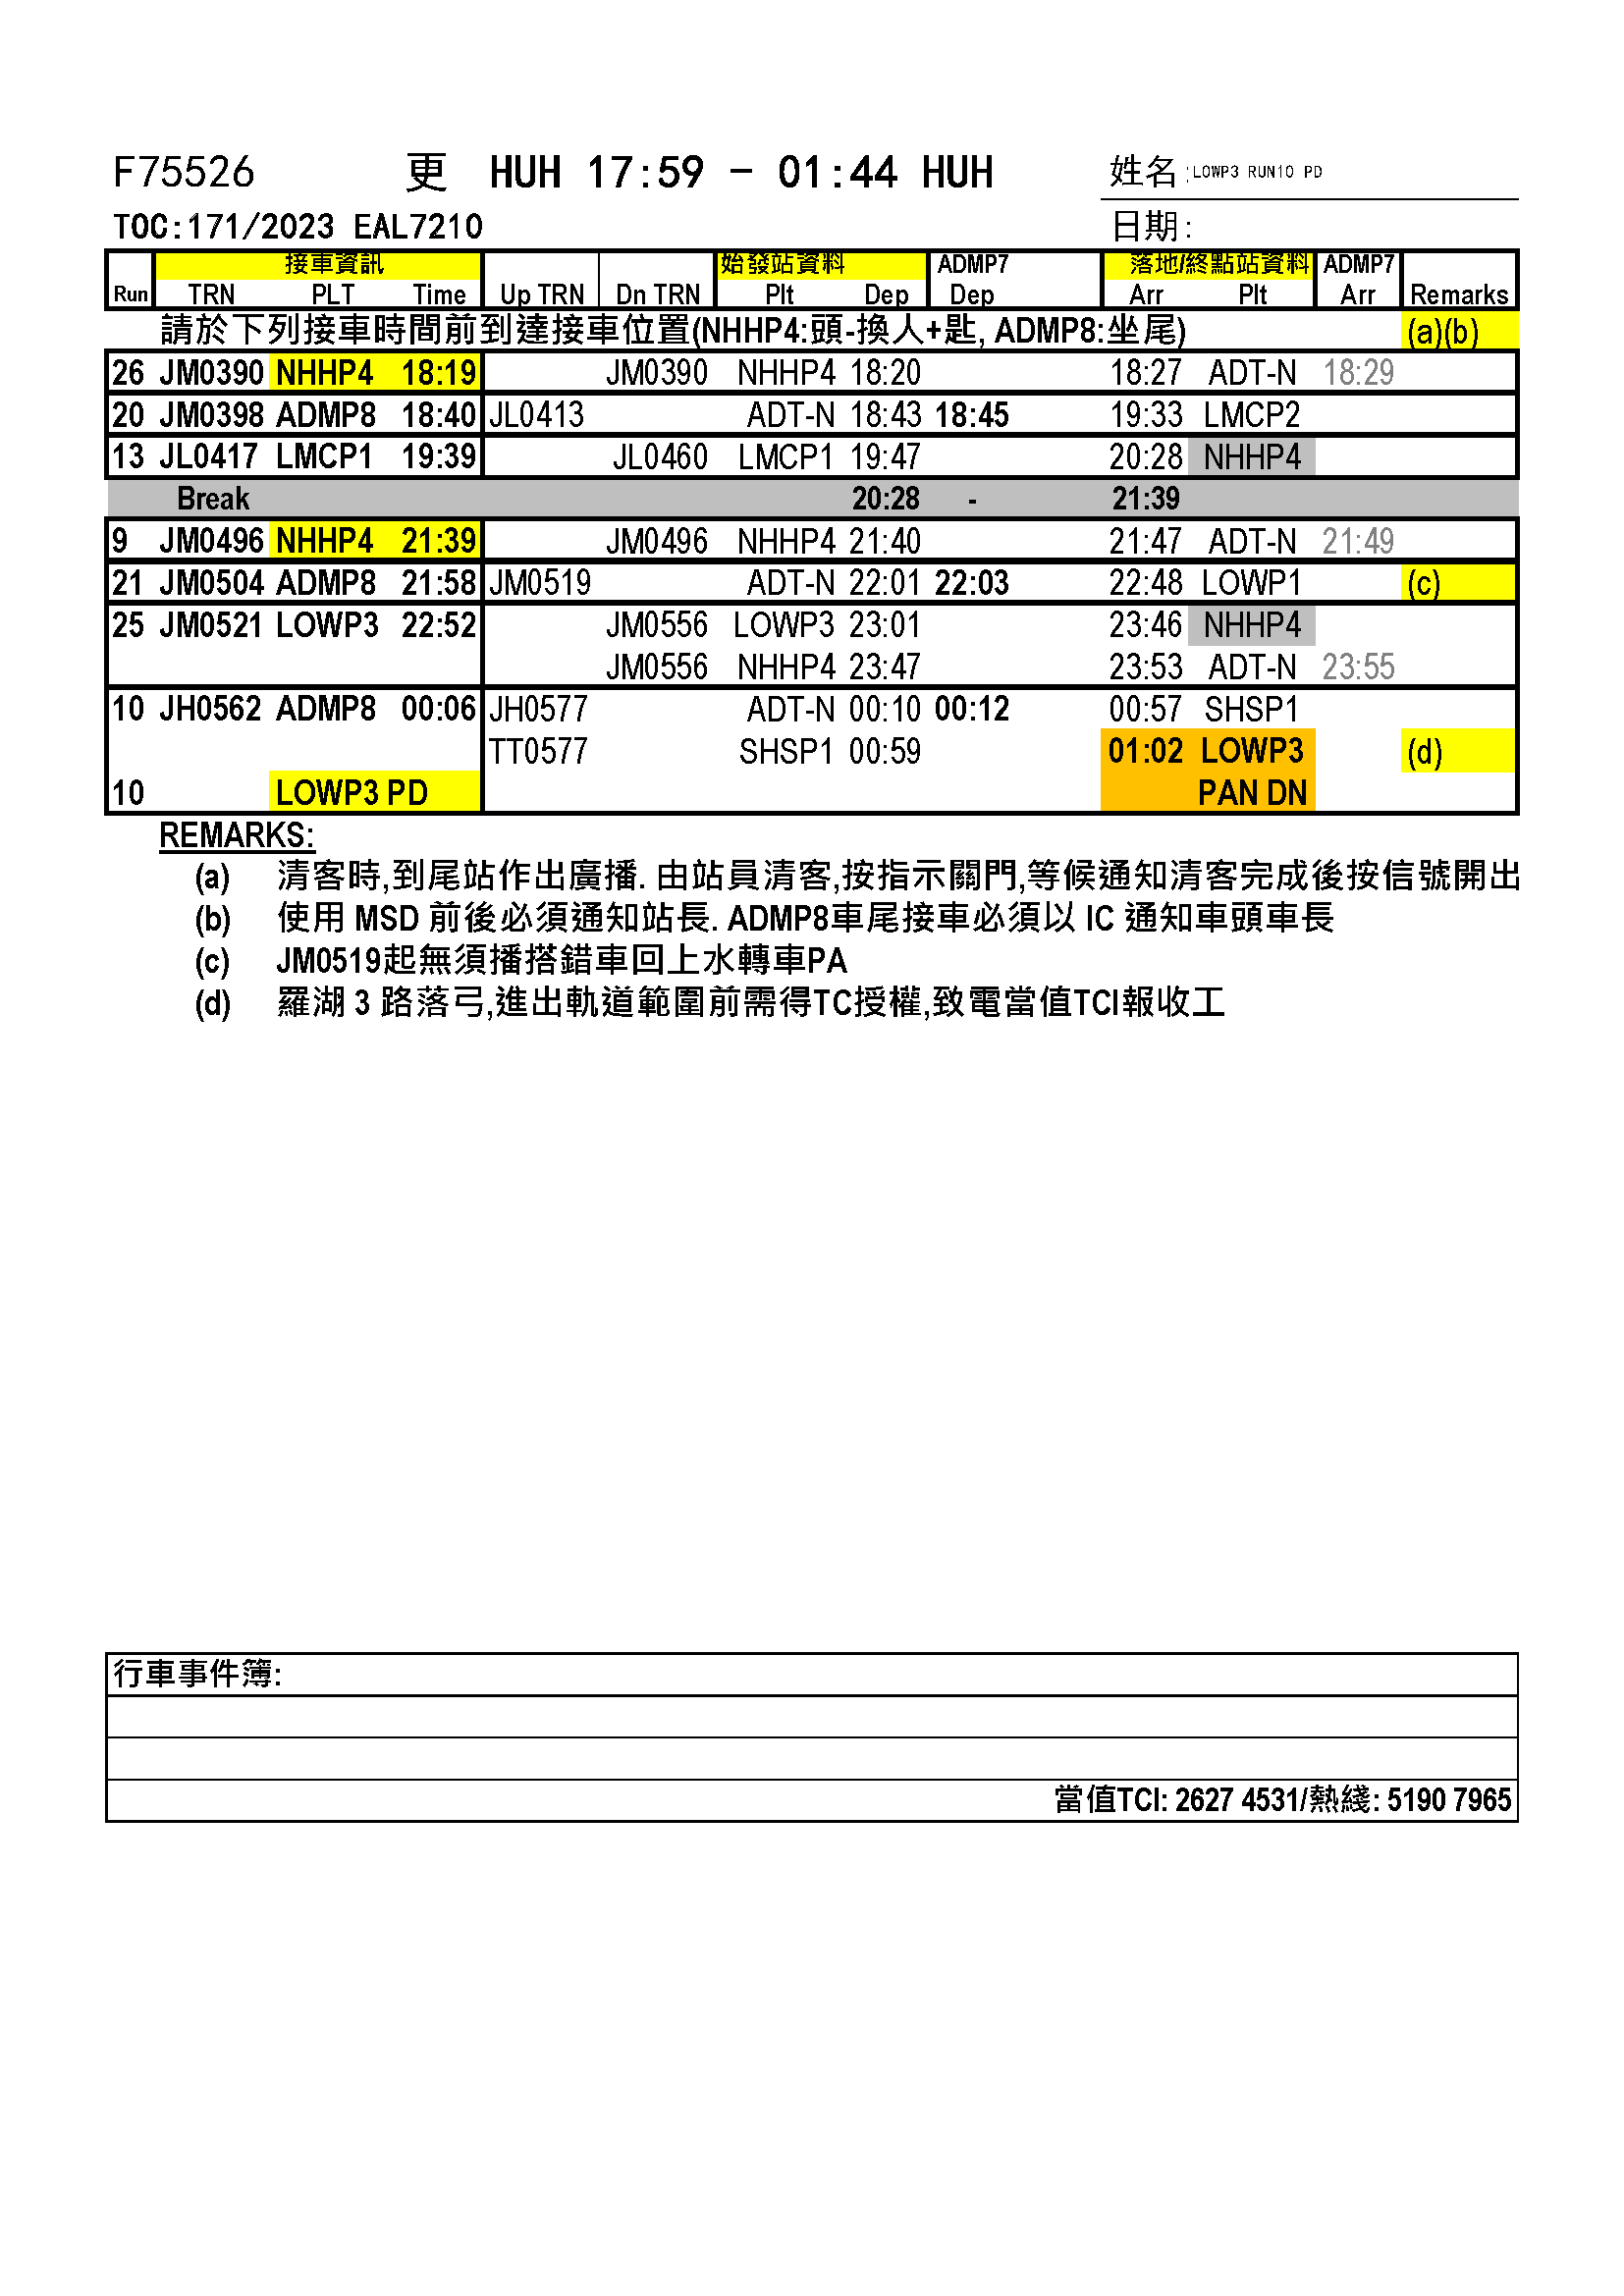 F75526 更 HUH 17:59 - 01:44 HUH 姓名:LOWP3 RUN10 PD
TOC:171/2023 EAL7210 日期:
接車資訊 始發站資料 ADMP7 落地/終點站資料 ADMP7
Run TRN PLT Time Up TRN Dn TRN Plt Dep Dep Arr Plt Arr Remarks
請於下列接車時間前到達接車位置(NHHP4:頭-換人+匙, ADMP8:坐尾) (a)(b)
26 JM0390 NHHP4 18:19 JM0390 NHHP4 18:20 18:27 ADT-N 18:29
20 JM0398 ADMP8 18:40 JL0413 ADT-N 18:43 18:45 19:33 LMCP2
13 JL0417 LMCP1 19:39 JL0460 LMCP1 19:47 20:28 NHHP4
Break 20:28 - 21:39
9 JM0496 NHHP4 21:39 JM0496 NHHP4 21:40 21:47 ADT-N 21:49
21 JM0504 ADMP8 21:58 JM0519 ADT-N 22:01 22:03 22:48 LOWP1 (c)
25 JM0521 LOWP3 22:52 JM0556 LOWP3 23:01 23:46 NHHP4
JM0556 NHHP4 23:47 23:53 ADT-N 23:55
10 JH0562 ADMP8 00:06 JH0577 ADT-N 00:10 00:12 00:57 SHSP1
TT0577 SHSP1 00:59 01:02 LOWP3 (d)
10 LOWP3 PD PAN DN
REMARKS:
(a) 清客時,到尾站作出廣播. 由站員清客,按指示關門,等候通知清客完成後按信號開出
(b) 使用 MSD 前後必須通知站長. ADMP8車尾接車必須以 IC 通知車頭車長
(c) JM0519起無須播搭錯車回上水轉車PA
(d) 羅湖 3 路落弓,進出軌道範圍前需得TC授權,致電當值TCI報收工
行車事件簿:
當值TCI: 2627 4531/熱綫: 5190 7965